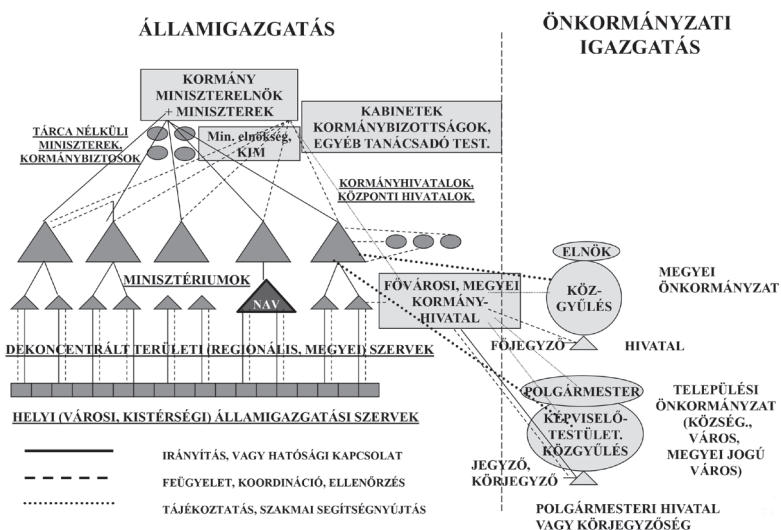 ÁLLAMIGAZGATÁS
ÖNKORMÁNYZATI
IGAZGATÁS
KORMÁNY
MINISZTERELNÖK
+ MINISZTEREK
KABINETEK
KORMÁNYBIZOTTSÁGOK,
EGYÉB TANÁCSADÓ TEST.
TÁRCA NÉLKÜLI
MINISZTEREK,
KORMÁNYBIZTOSOK
Min. elnökség,
KIM
KORMÁNYHIVATALOK,
KÖZPONTI HIVATALOK,
MINISZTÉRIUMOK
NAV
FŐVÁROSI, MEGYEI
KORMÁNY-
HIVATAL
ELNÖK
KÖZ-
GYŰLÉS
MEGYEI
ÖNKORMÁNYZAT
FŐJEGYZŐ
HIVATAL
DEKONCENTRÁLT TERÜLETI (REGIONÁLIS, MEGYEI) SZERVEK
HELYI (VÁROSI, KISTÉRSÉGI) ÁLLAMIGAZGATÁSI SZERVEK
POLGÁRMESTER
KÉPVISELŐ-
TESTÜLET.
KÖZGYŰLÉS
TELEPÜLÉSI
ÖNKORMÁNYZAT
(KÖZSÉG.,
VÁROS,
MEGYEI JOGÚ
VÁROS)
JEGYZŐ,
KÖRJEGYZŐ
POLGÁRMESTERI HIVATAL
VAGY KÖRJEGYZŐSÉG
IRÁNYÍTÁS, VAGY HATÓSÁGI KAPCSOLAT
FEÜGYELET, KOORDINÁCIÓ, ELLENŐRZÉS
TÁJÉKOZTATÁS, SZAKMAI SEGÍTSÉGNYÚJTÁS